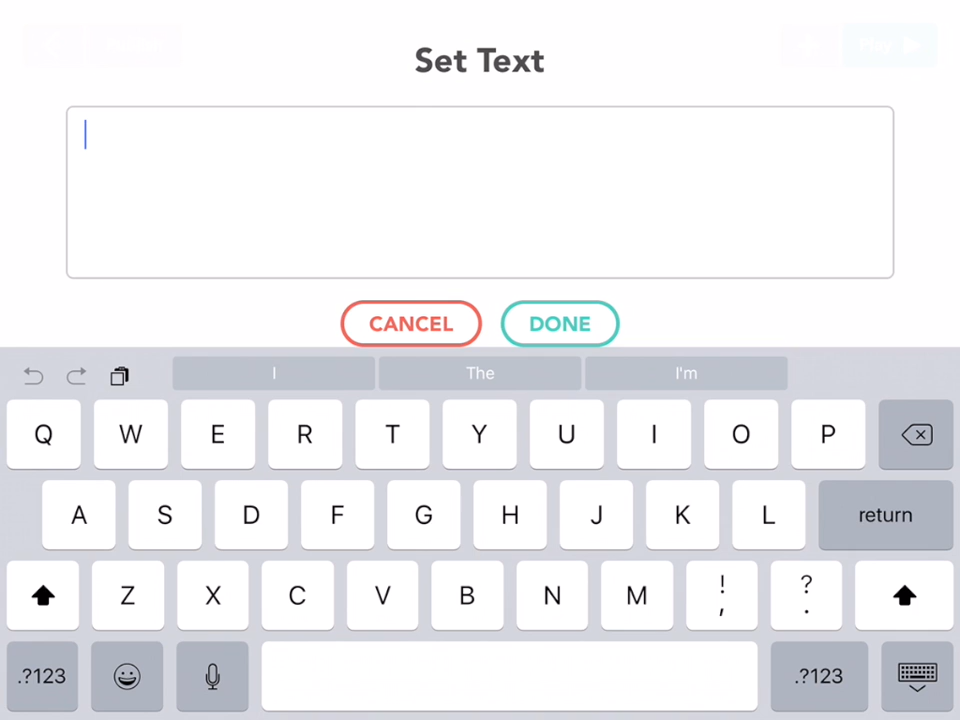 Set Text
CANCEL DONE
I The I'm
Q W E R T Y U I O P
A S D F G H J K L return
Z X C V B N M ! , ? .
.?123 .?123